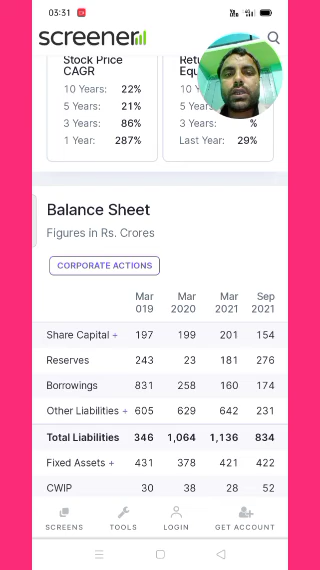 03:31
screener
Stock Price
CAGR
10 Years: 22%
5 Years: 21%
3 Years: 86%
1 Year: 287%
10
5 Years
3 Years: %
Last Year: 29%
Balance Sheet
Figures in Rs. Crores
CORPORATE ACTIONS
Mar Mar Mar Sep
019 2020 2021 2021
Share Capital + 197 199 201 154
Reserves 243 23 181 276
Borrowings 831 258 160 174
Other Liabilities + 605 629 642 231
Total Liabilities 346 1,064 1,136 834
Fixed Assets + 431 378 421 422
CWIP 30 38 28 52
SCREENS TOOLS LOGIN GET ACCOUNT